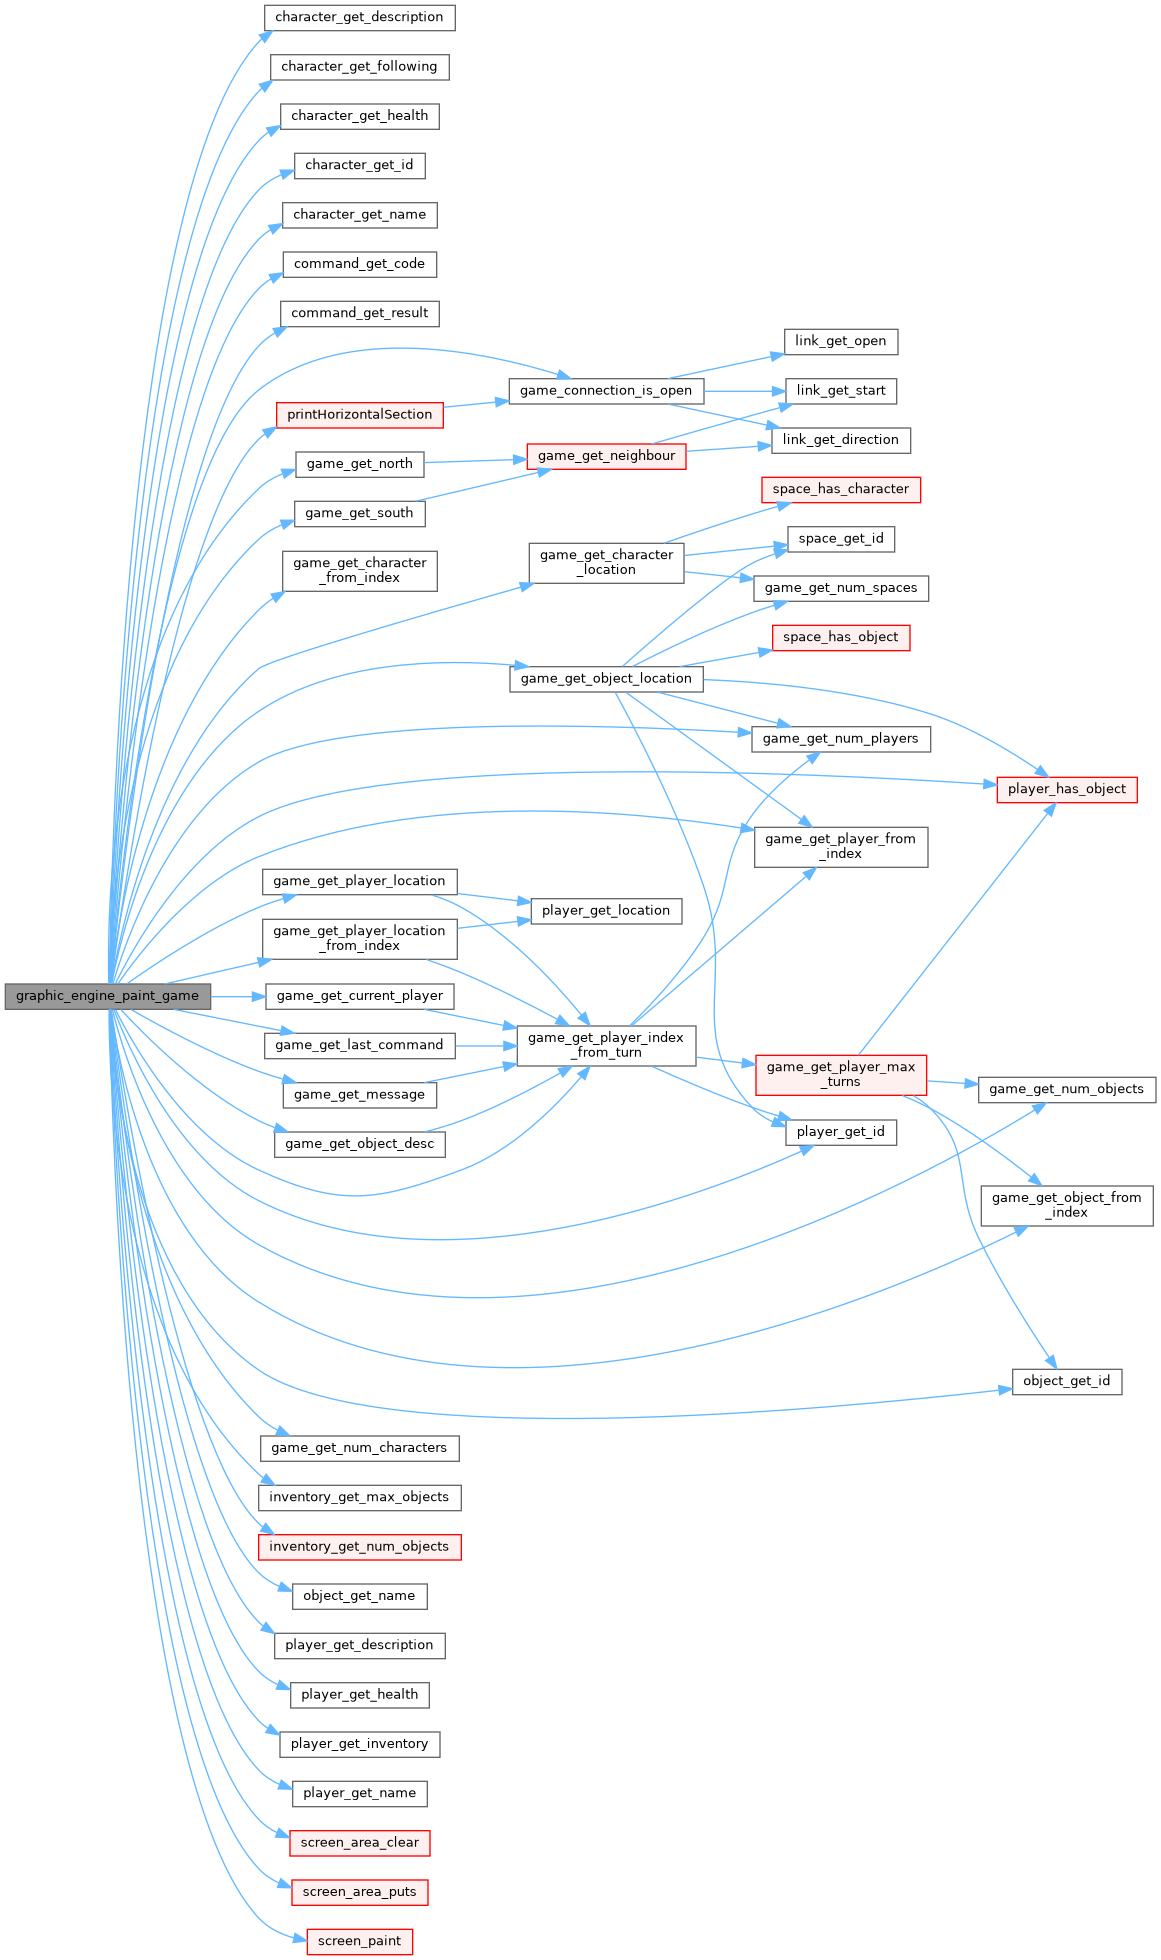 character_get_description
character_get_following
character_get_health
character_get_id
character_get_name
command_get_code
command_get_result
link_get_open
game_connection_is_open
link_get_start
printHorizontalSection
link_get_direction
game_get_neighbour
game_get_north
space_has_character
game_get_south
space_get_id
game_get_character
_location
game_get_character
_from_index
game_get_num_spaces
space_has_object
game_get_object_location
game_get_num_players
player_has_object
game_get_player_from
_index
game_get_player_location
player_get_location
game_get_player_location
_from_index
graphic_engine_paint_game
game_get_current_player
game_get_last_command
game_get_player_index
_from_turn
game_get_player_max
_turns
game_get_num_objects
game_get_message
player_get_id
game_get_object_desc
game_get_object_from
_index
object_get_id
game_get_num_characters
inventory_get_max_objects
inventory_get_num_objects
object_get_name
player_get_description
player_get_health
player_get_inventory
player_get_name
screen_area_clear
screen_area_puts
screen_paint